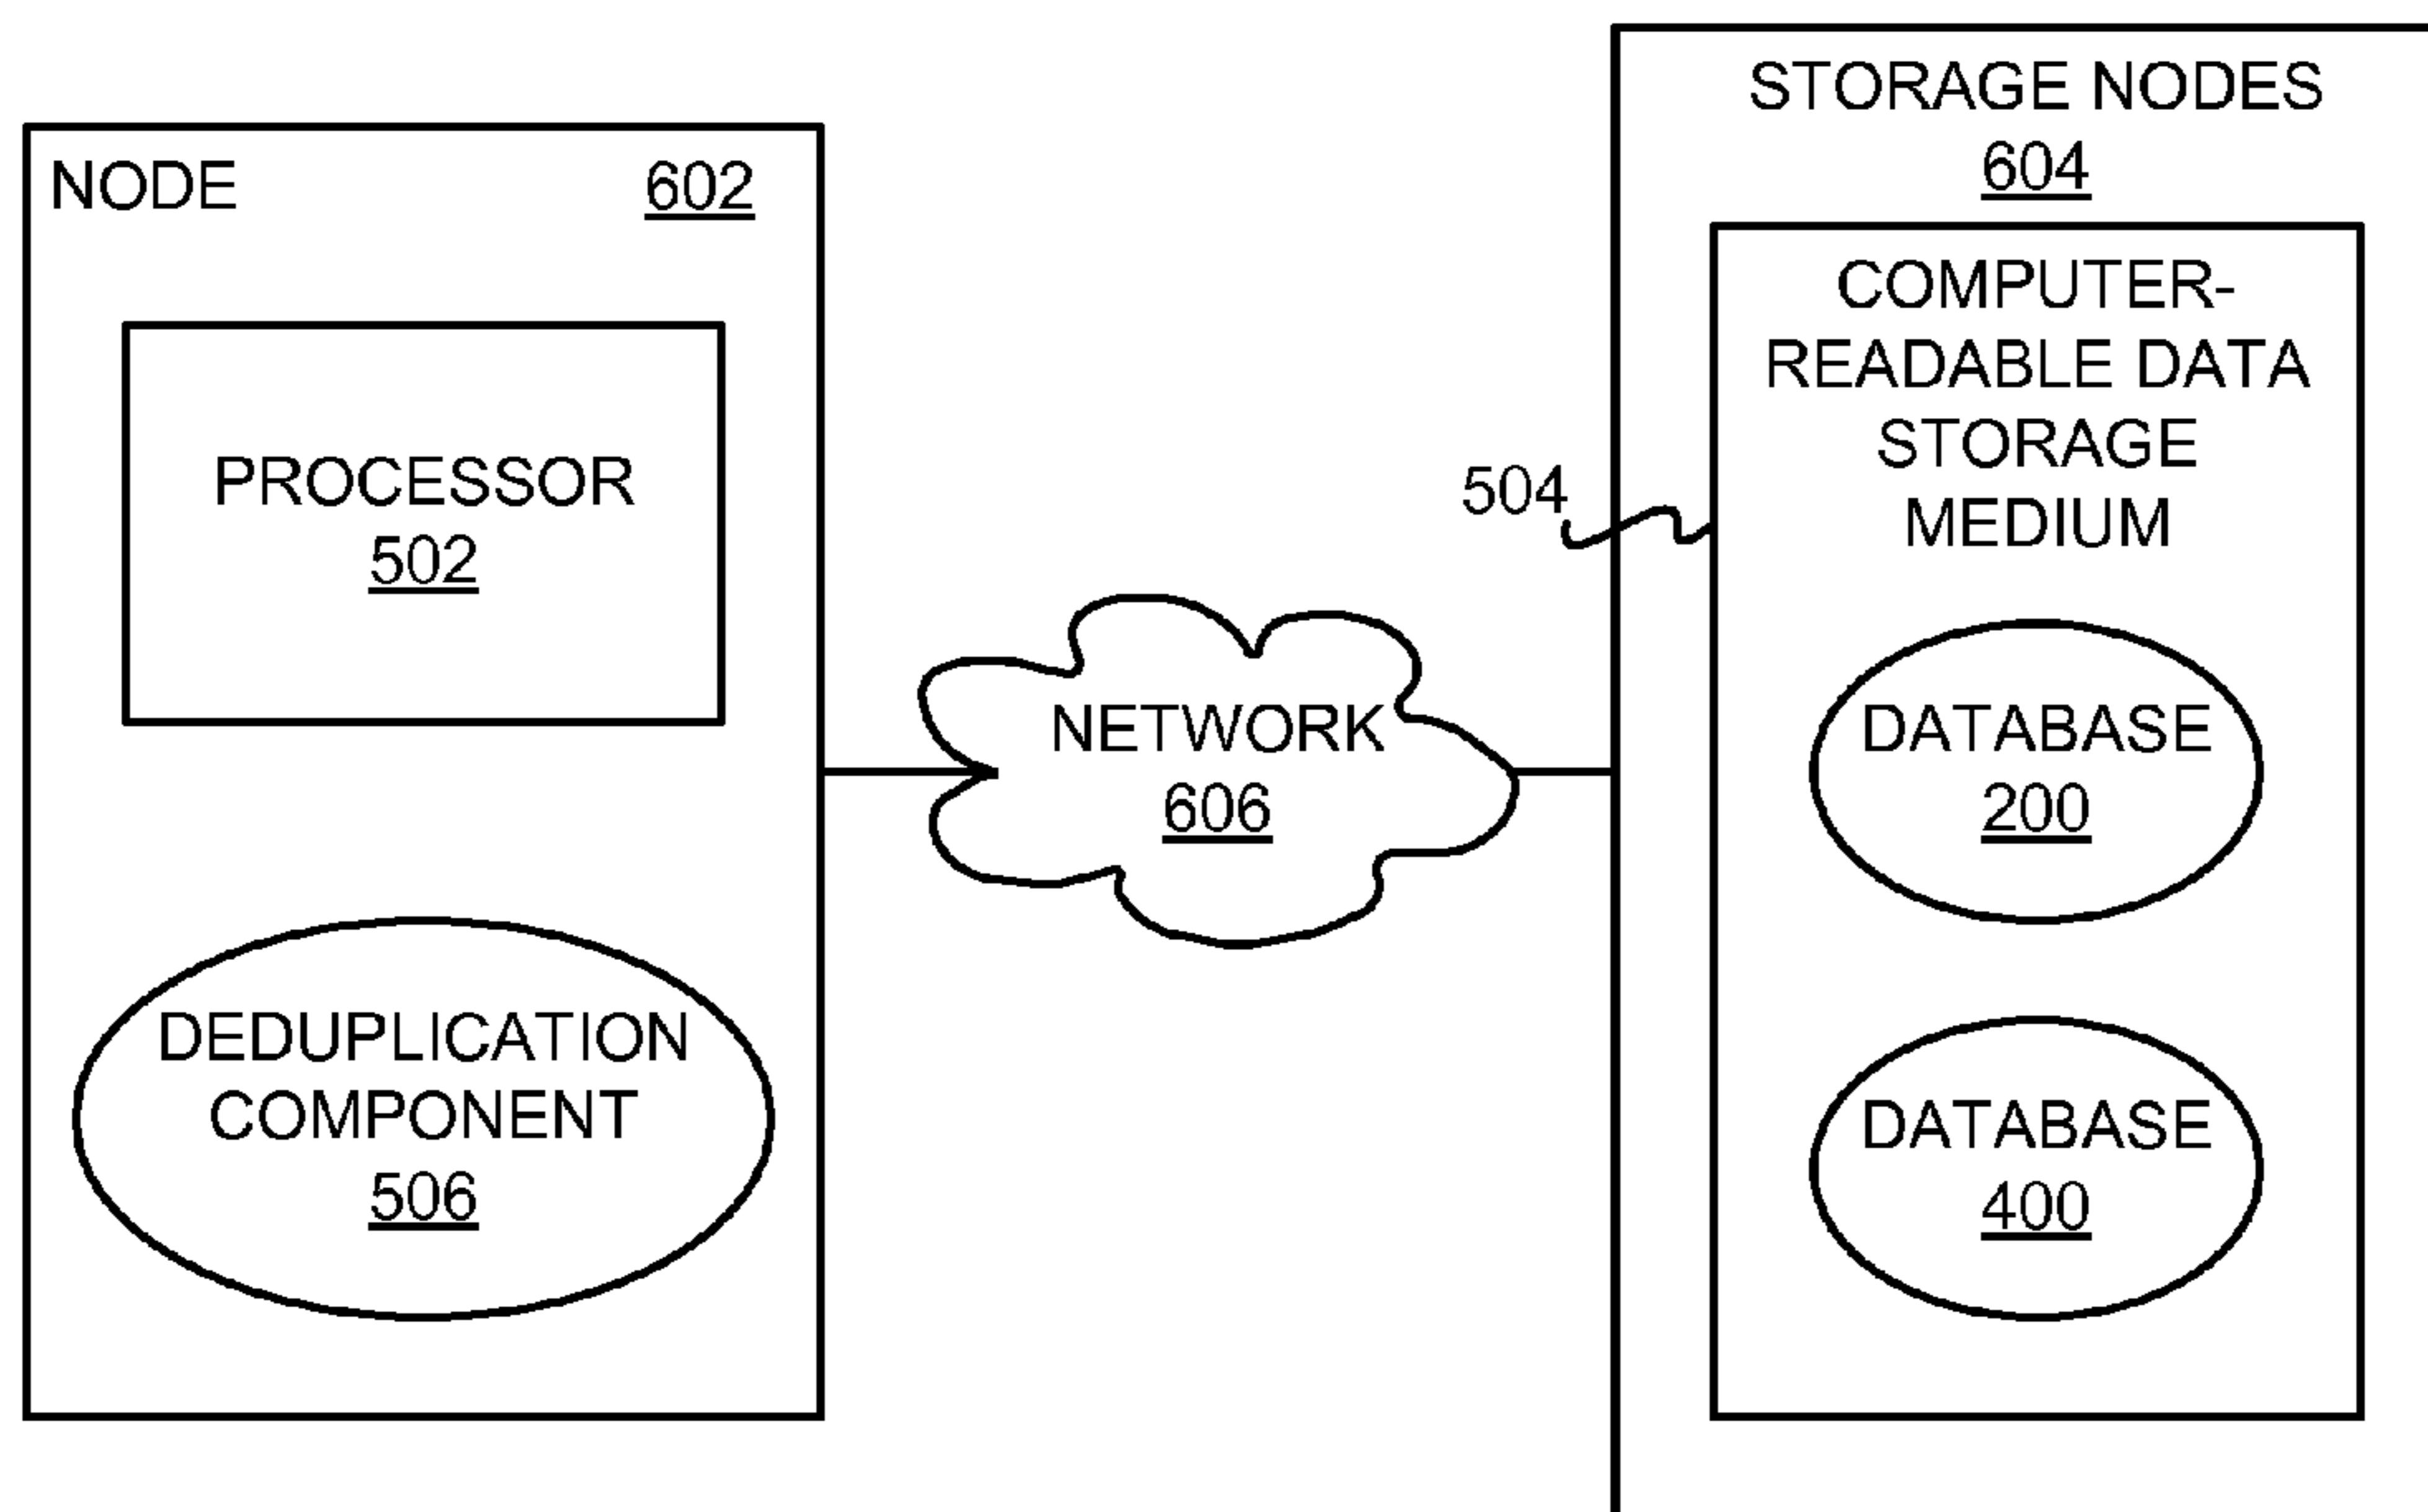 NODE 602
PROCESSOR
502
DEDUPLICATION
COMPONENT
506
NETWORK
606
STORAGE NODES
604
504
COMPUTER-
READABLE DATA
STORAGE
MEDIUM
DATABASE
200
DATABASE
400